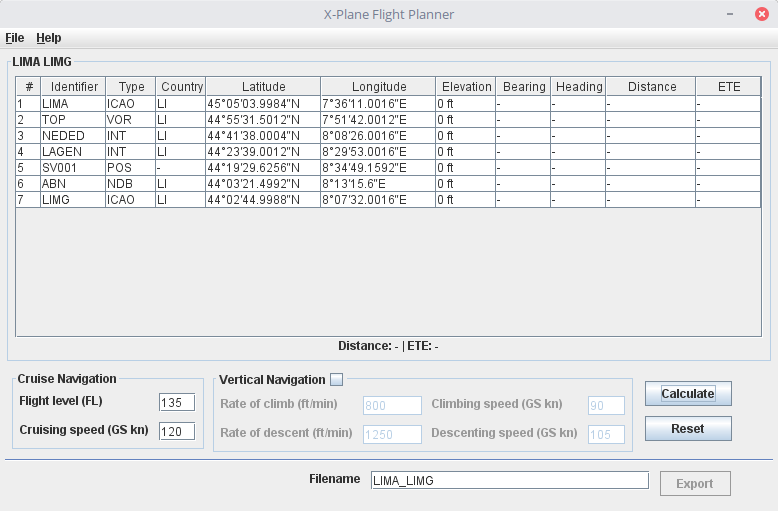 X-Plane Flight Planner
File Help
LIMA LIMG
# Identifier Type Country Latitude Longitude Elevation Bearing Heading Distance ETE
1 LIMA ICAO LI 45°05'03.9984"N 7°36'11.0016"E 0 ft - - - -
2 TOP VOR LI 44°55'31.5012"N 7°51'42.0012"E 0 ft - - - -
3 NEDED INT LI 44°41'38.0004"N 8°08'26.0016"E 0 ft - - - -
4 LAGEN INT LI 44°23'39.0012"N 8°29'53.0016"E 0 ft - - - -
5 SV001 POS - 44°19'29.6256"N 8°34'49.1592"E 0 ft - - - -
6 ABN NDB LI 44°03'21.4992"N 8°13'15.6"E 0 ft - - - -
7 LIMG ICAO LI 44°02'44.9988"N 8°07'32.0016"E 0 ft - - - -
Distance: - | ETE: -
Cruise Navigation
Flight level (FL) 135
Cruising speed (GS kn) 120
Vertical Navigation
Rate of climb (ft/min) 800 Climbing speed (GS kn) 90
Rate of descent (ft/min) 1250 Descenting speed (GS kn) 105
Calculate
Reset
Filename LIMA_LIMG Export